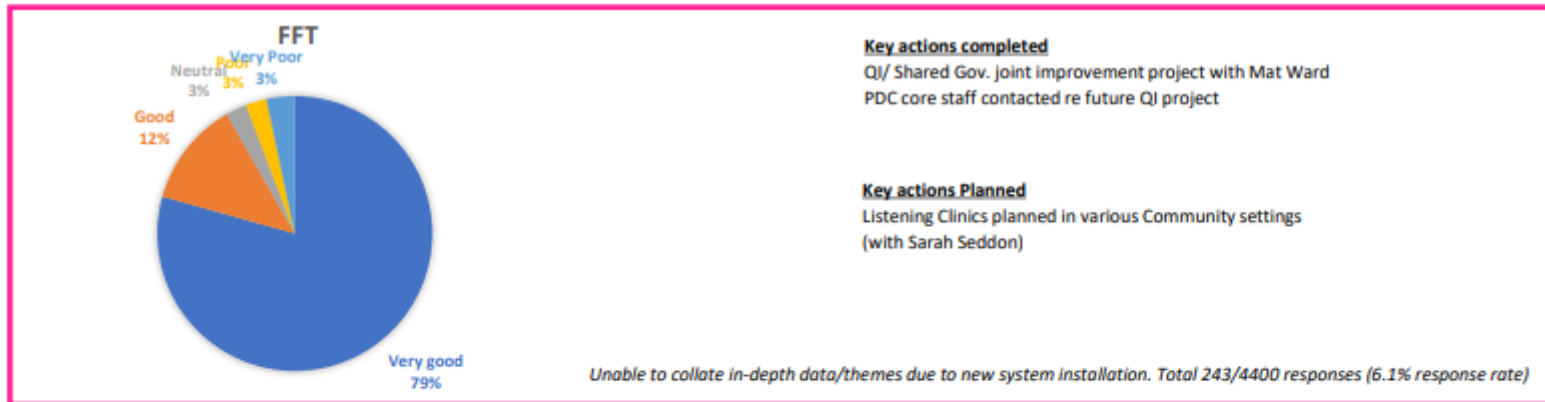 FFT
Very Poor
3%
Poor
3%
Neutral
3%
Good
12%
Very good
79%
Key actions completed
QI/ Shared Gov. joint improvement project with Mat Ward
PDC core staff contacted re future QI project
Key actions Planned
Listening Clinics planned in various Community settings
(with Sarah Seddon)
Unable to collate in-depth data/themes due to new system installation. Total 243/4400 responses (6.1% response rate)